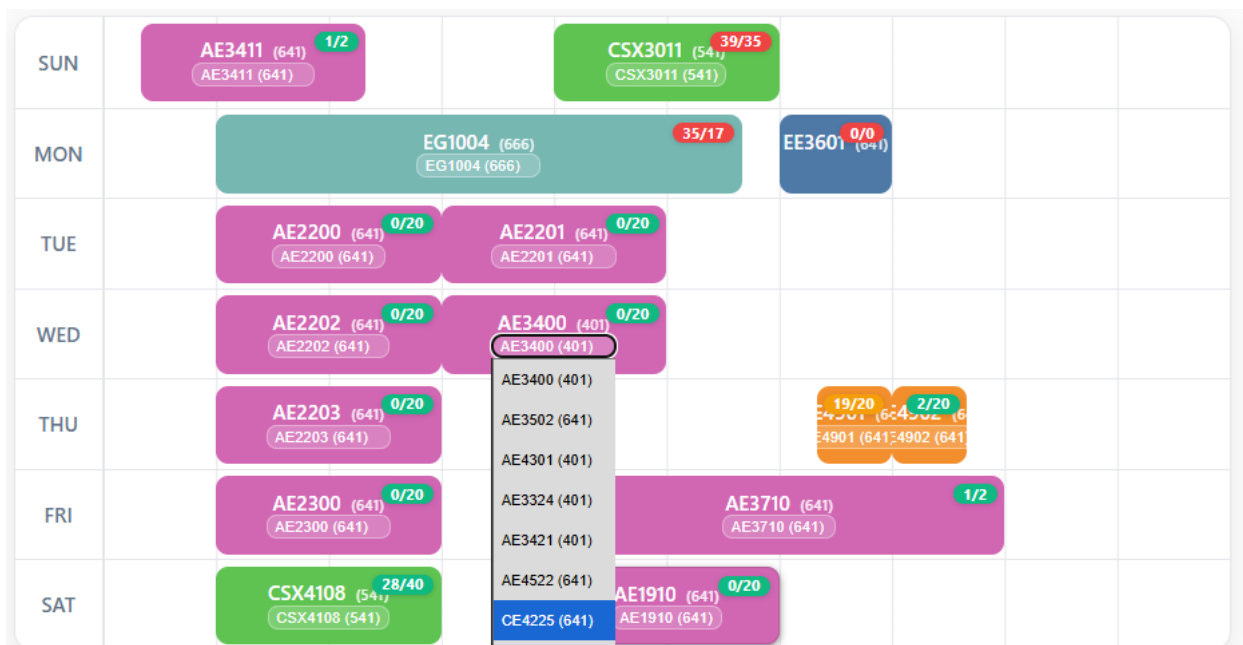 SUN
AE3411 (641)
1/2
AE3411 (641)
CSX3011 (541)
39/35
CSX3011 (541)
MON
EG1004 (666)
35/17
EG1004 (666)
EE3601 (641)
0/0
TUE
AE2200 (641)
0/20
AE2200 (641)
AE2201 (641)
0/20
AE2201 (641)
WED
AE2202 (641)
0/20
AE2202 (641)
AE3400 (401)
0/20
AE3400 (401)
AE3400 (401)
AE3502 (641)
AE4301 (401)
AE3324 (401)
AE3421 (401)
AE4522 (641)
CE4225 (641)
THU
AE2203 (641)
0/20
AE2203 (641)
19/20
4901 (641)
2/20
4902 (641)
FRI
AE2300 (641)
0/20
AE2300 (641)
AE3710 (641)
1/2
AE3710 (641)
SAT
CSX4108 (541)
28/40
CSX4108 (541)
AE1910 (641)
0/20
AE1910 (641)